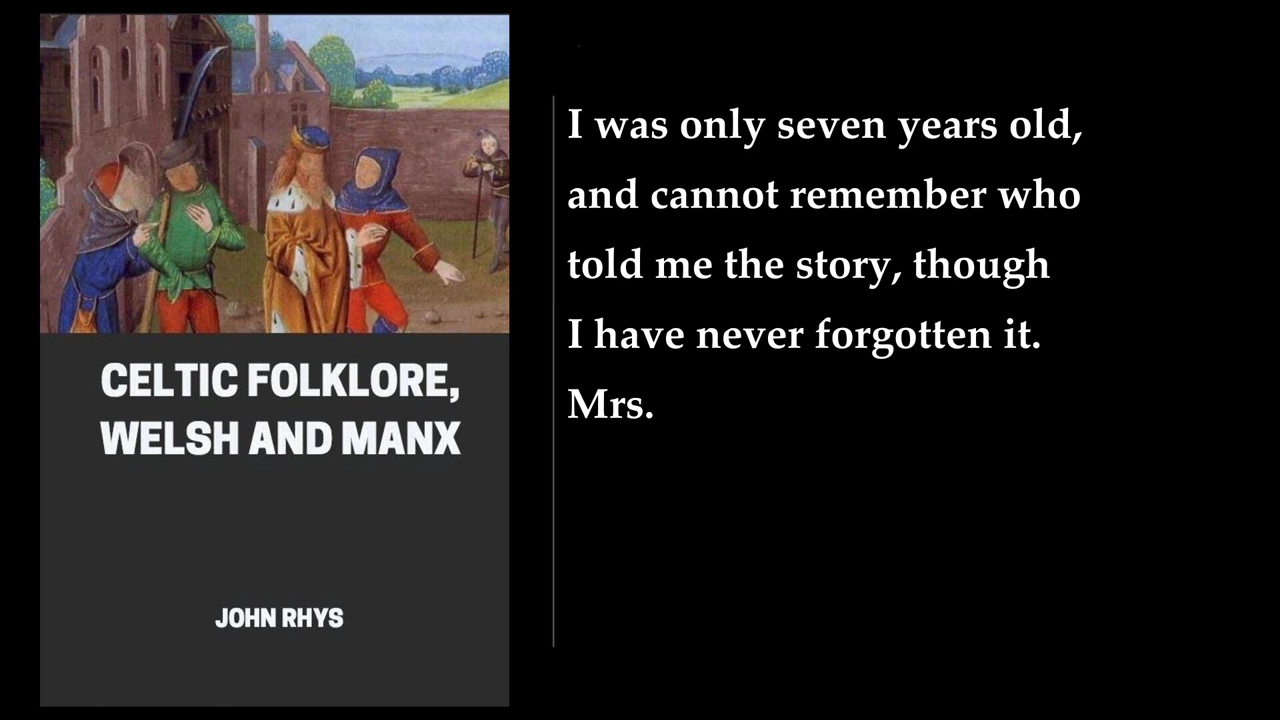 CELTIC FOLKLORE,
WELSH AND MANX
JOHN RHYS
I was only seven years old,
and cannot remember who
told me the story, though
I have never forgotten it.
Mrs.